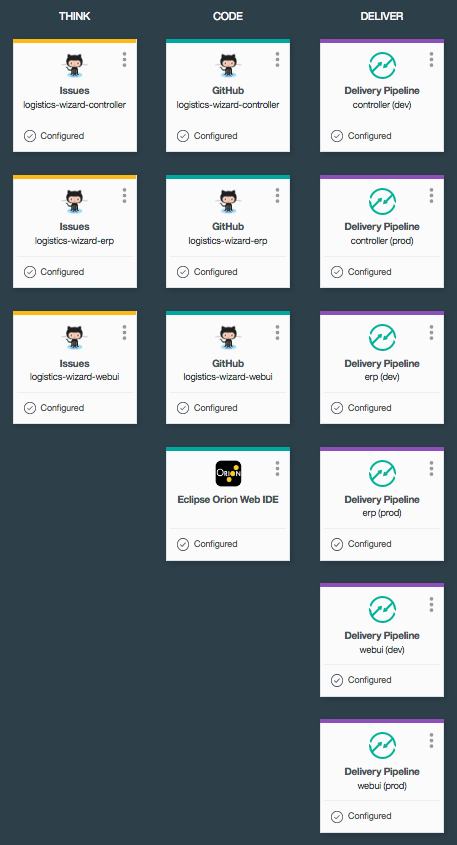 THINK
CODE
DELIVER
Issues
logistics-wizard-controller
Configured
GitHub
logistics-wizard-controller
Configured
Delivery Pipeline
controller (dev)
Configured
Issues
logistics-wizard-erp
Configured
GitHub
logistics-wizard-erp
Configured
Delivery Pipeline
controller (prod)
Configured
Issues
logistics-wizard-webui
Configured
GitHub
logistics-wizard-webui
Configured
Delivery Pipeline
erp (dev)
Configured
ORION
Eclipse Orion Web IDE
Configured
Delivery Pipeline
erp (prod)
Configured
Delivery Pipeline
webui (dev)
Configured
Delivery Pipeline
webui (prod)
Configured